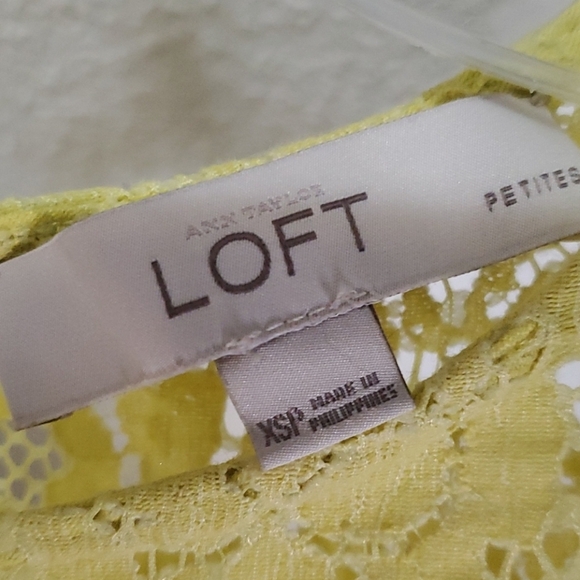 ANN TAYLOR
LOFT
PETITES
XSP MADE IN
PHILIPPINES